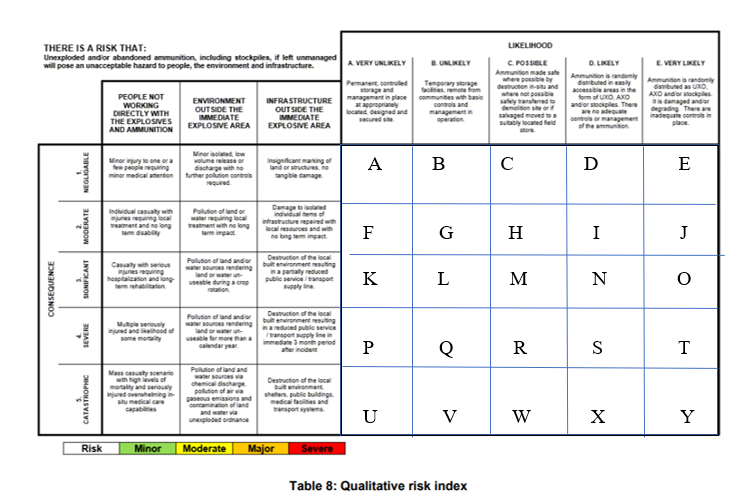 THERE IS A RISK THAT:
Unexploded and/or abandoned ammunition, including stockpiles, if left unmanaged
will pose an unacceptable hazard to people, the environment and infrastructure.
LIKELIHOOD
A. VERY UNLIKELY
Permanent, controlled
storage and
management in place
at appropriately
located, designed and
secured site.
B. UNLIKELY
Temporary storage
facilities, remote from
communities with basic
controls and
management in
operation.
C. POSSIBLE
Ammunition made safe
where possible by
destruction in-situ and
where not possible
safely transferred to
demolition site or if
salvaged moved to a
suitably located field
store.
D. LIKELY
Ammunition is randomly
distributed in easily
accessible areas in the
form of UXO, AXO
and/or stockpiles. There
are no adequate
controls or management
of the ammunition.
E. VERY LIKELY
Ammunition is randomly
distributed as UXO,
AXO and/or stockpiles.
It is damaged and/or
degrading. There are
inadequate controls in
place.
PEOPLE NOT
WORKING
DIRECTLY WITH
THE EXPLOSIVES
AND AMMUNITION
ENVIRONMENT
OUTSIDE THE
IMMEDIATE
EXPLOSIVE AREA
INFRASTRUCTURE
OUTSIDE THE
IMMEDIATE
EXPLOSIVE AREA
CONSEQUENCE
1.
NEGLIGABLE
Minor injury to one or a
few people requiring
minor medical attention
Minor isolated, low
volume release or
discharge with no
further pollution controls
required.
Insignificant marking of
land or structures. no
tangible damage.
A B C D E
2.
MODERATE
Individual casualty with
injuries requiring local
treatment and no long
term disability
Pollution of land or
water requiring local
treatment with no long
term impact.
Damage to isolated
individual items of
infrastructure repaired with
local resources and with
no long term impact.
F G H I J
3.
SIGNIFICANT
Casualty with serious
injuries requiring
hospitalization and long-
term rehabilitation.
Pollution of land and/or
water sources rendering
land or water un-
useable during a crop
rotation.
Destruction of the local
built environment resulting
in a partially reduced
public service / transport
supply line.
K L M N O
4.
SEVERE
Multiple seriously
injured and likelihood of
some mortality
Pollution of land and/or
water sources rendering
land or water un-
useable for more than a
calendar year.
Destruction of the local
built environment resulting
in a reduced public service
/ transport supply line in
immediate 3 month period
after incident
P Q R S T
5.
CATASTROPHIC
Mass casualty scenario
with high levels of
mortality and seriously
injured overwhelming in-
situ medical care
capabilities
Pollution of land and
water sources via
chemical discharge,
pollution of air via
gaseous emissions and
contamination of land
and water via
unexploded ordnance
Destruction of the local
built environment.
shelters, public buildings,
medical facilities and
transport systems.
U V W X Y
Risk Minor Moderate Major Severe
Table 8: Qualitative risk index